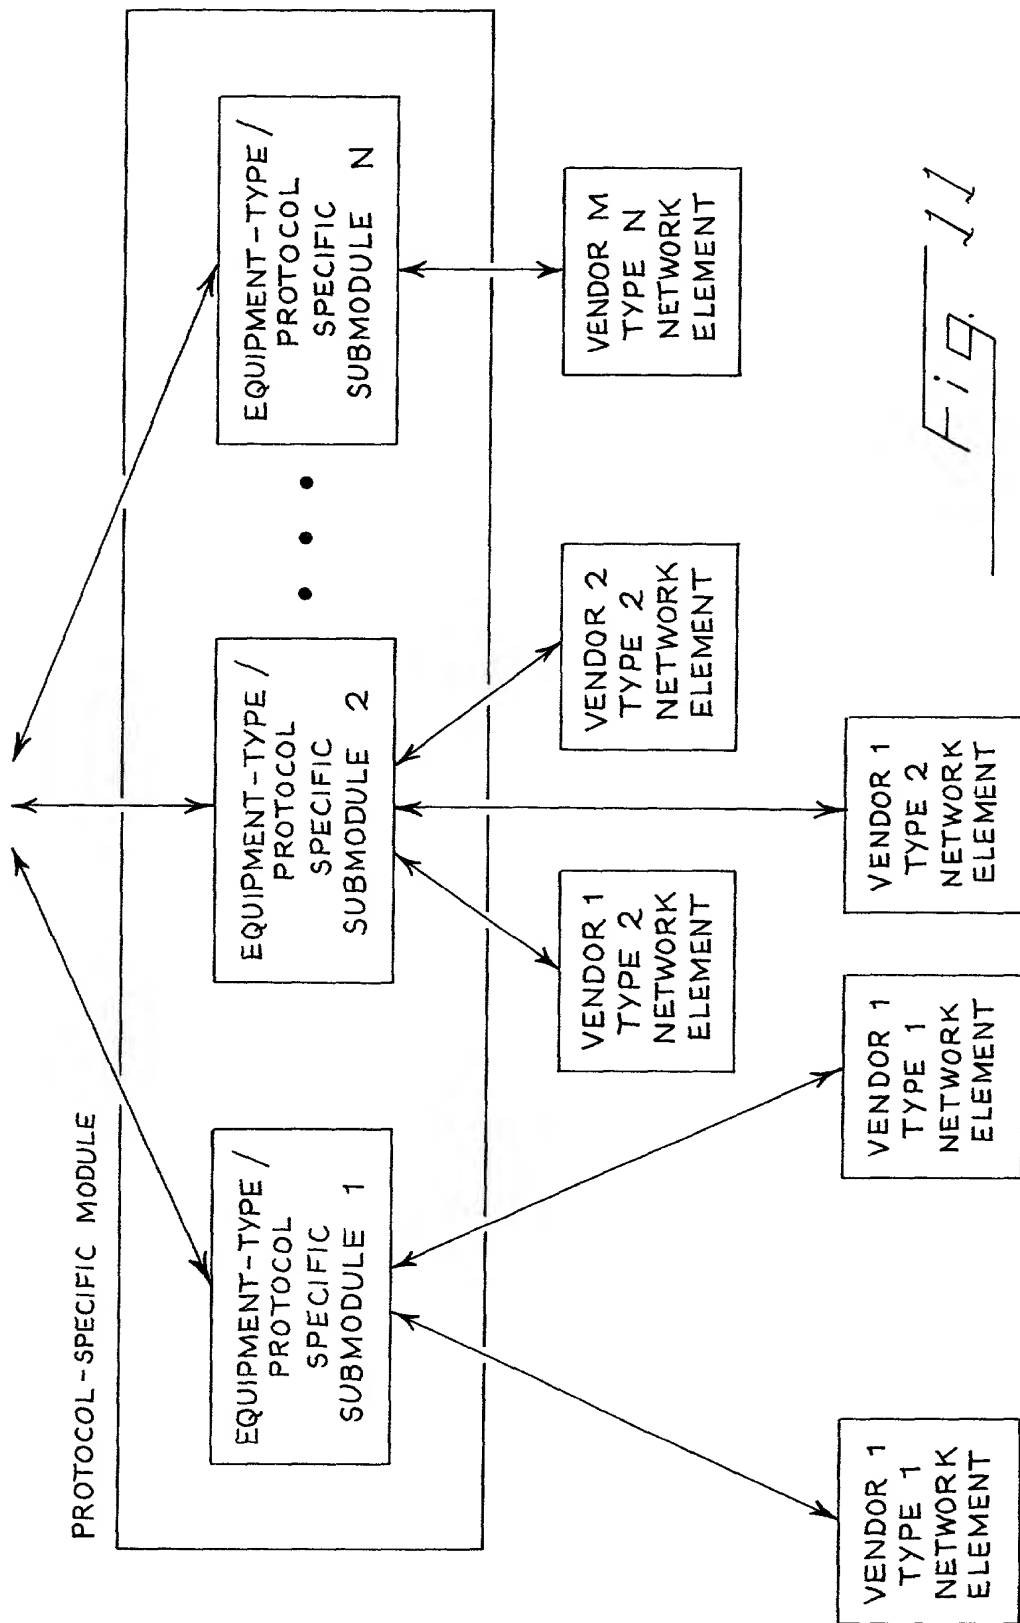 PROTOCOL-SPECIFIC MODULE
EQUIPMENT-TYPE /
PROTOCOL
SPECIFIC
SUBMODULE 1
EQUIPMENT-TYPE /
PROTOCOL
SPECIFIC
SUBMODULE 2
EQUIPMENT-TYPE /
PROTOCOL
SPECIFIC
SUBMODULE N
VENDOR 1
TYPE 2
NETWORK
ELEMENT
VENDOR 2
TYPE 2
NETWORK
ELEMENT
VENDOR M
TYPE N
NETWORK
ELEMENT
VENDOR 1
TYPE 1
NETWORK
ELEMENT
VENDOR 1
TYPE 1
NETWORK
ELEMENT
VENDOR 1
TYPE 2
NETWORK
ELEMENT
Fig. 11